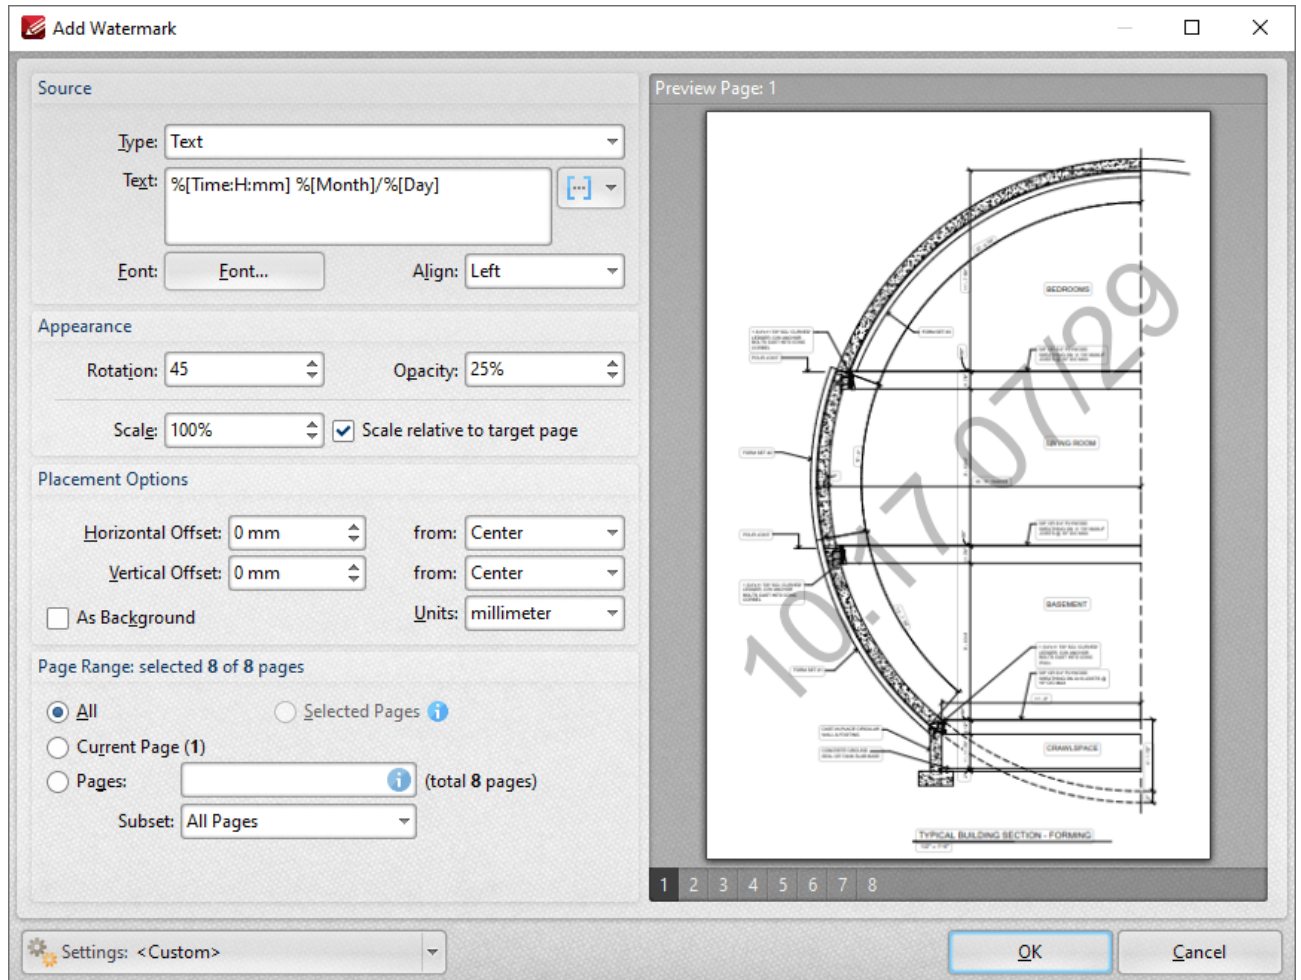 Add Watermark
Source
Type: Text
Text: %[Time:H:mm] %[Month]/%[Day]
Font: Font... Align: Left
Appearance
Rotation: 45 Opacity: 25%
Scale: 100% Scale relative to target page
Placement Options
Horizontal Offset: 0 mm from: Center
Vertical Offset: 0 mm from: Center
As Background Units: millimeter
Page Range: selected 8 of 8 pages
All Selected Pages
Current Page (1)
Pages: (total 8 pages)
Subset: All Pages
Preview Page: 1
BEDROOMS
LIVING ROOM
BASEMENT
CRAWLSPACE
10:17 07/29
TYPICAL BUILDING SECTION - FORMING
1 2 3 4 5 6 7 8
Settings: <Custom>
OK Cancel